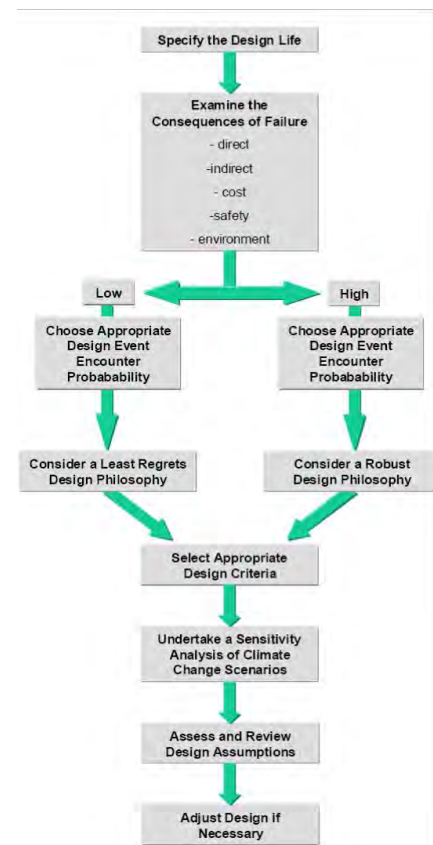 Specify the Design Life
Examine the
Consequences of Failure
- direct
-indirect
- cost
-safety
- environment
Low
High
Choose Appropriate
Design Event
Encounter
Probabability
Choose Appropriate
Design Event
Encounter
Probabability
Consider a Least Regrets
Design Philosophy
Consider a Robust
Design Philosophy
Select Appropriate
Design Criteria
Undertake a Sensitivity
Analysis of Climate
Change Scenarios
Assess and Review
Design Assumptions
Adjust Design if
Necessary